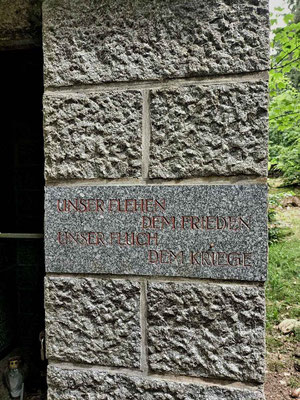 UNSER FLEHEN
DEM FRIEDEN
UNSER FLUCH
DEM KRIEGE